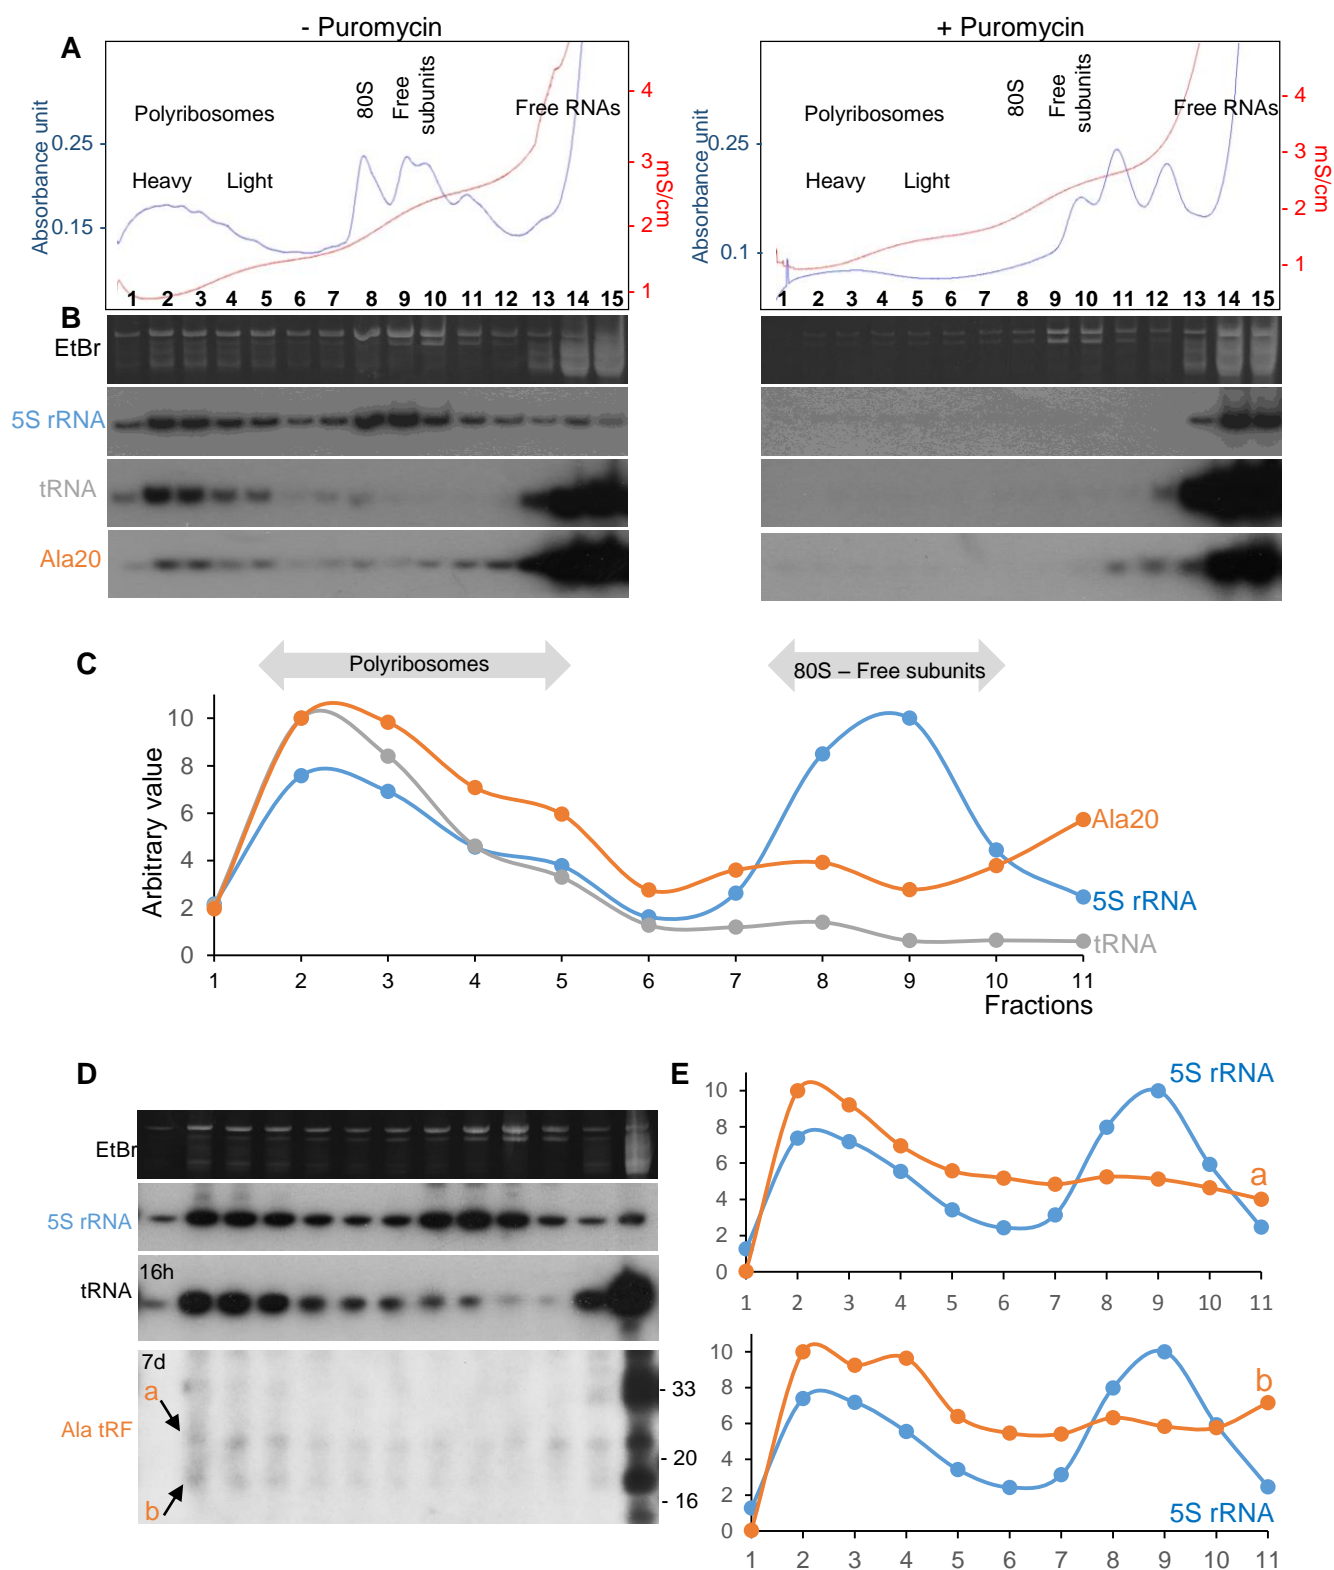 - Puromycin
+ Puromycin
A
Absorbance unit
0.25
0.15
Polyribosomes
Heavy Light
80S
Free subunits
Free RNAs
- 4
- 3
- 2
- 1
mS/cm
1 2 3 4 5 6 7 8 9 10 11 12 13 14 15
Absorbance unit
0.25
0.1
Polyribosomes
Heavy Light
80S
Free subunits
Free RNAs
- 4
- 3
- 2
- 1
mS/cm
1 2 3 4 5 6 7 8 9 10 11 12 13 14 15
B
EtBr
5S rRNA
tRNA
Ala20
C
Polyribosomes
80S – Free subunits
Arbitrary value
10
8
6
4
2
0
Ala20
5S rRNA
tRNA
1 2 3 4 5 6 7 8 9 10 11
Fractions
D
EtBr
5S rRNA
16h
tRNA
7d
a
Ala tRF
b
- 33
- 20
- 16
E
5S rRNA
10
8
6
4
2
0
a
1 2 3 4 5 6 7 8 9 10 11
10
8
6
4
2
0
b
5S rRNA
1 2 3 4 5 6 7 8 9 10 11